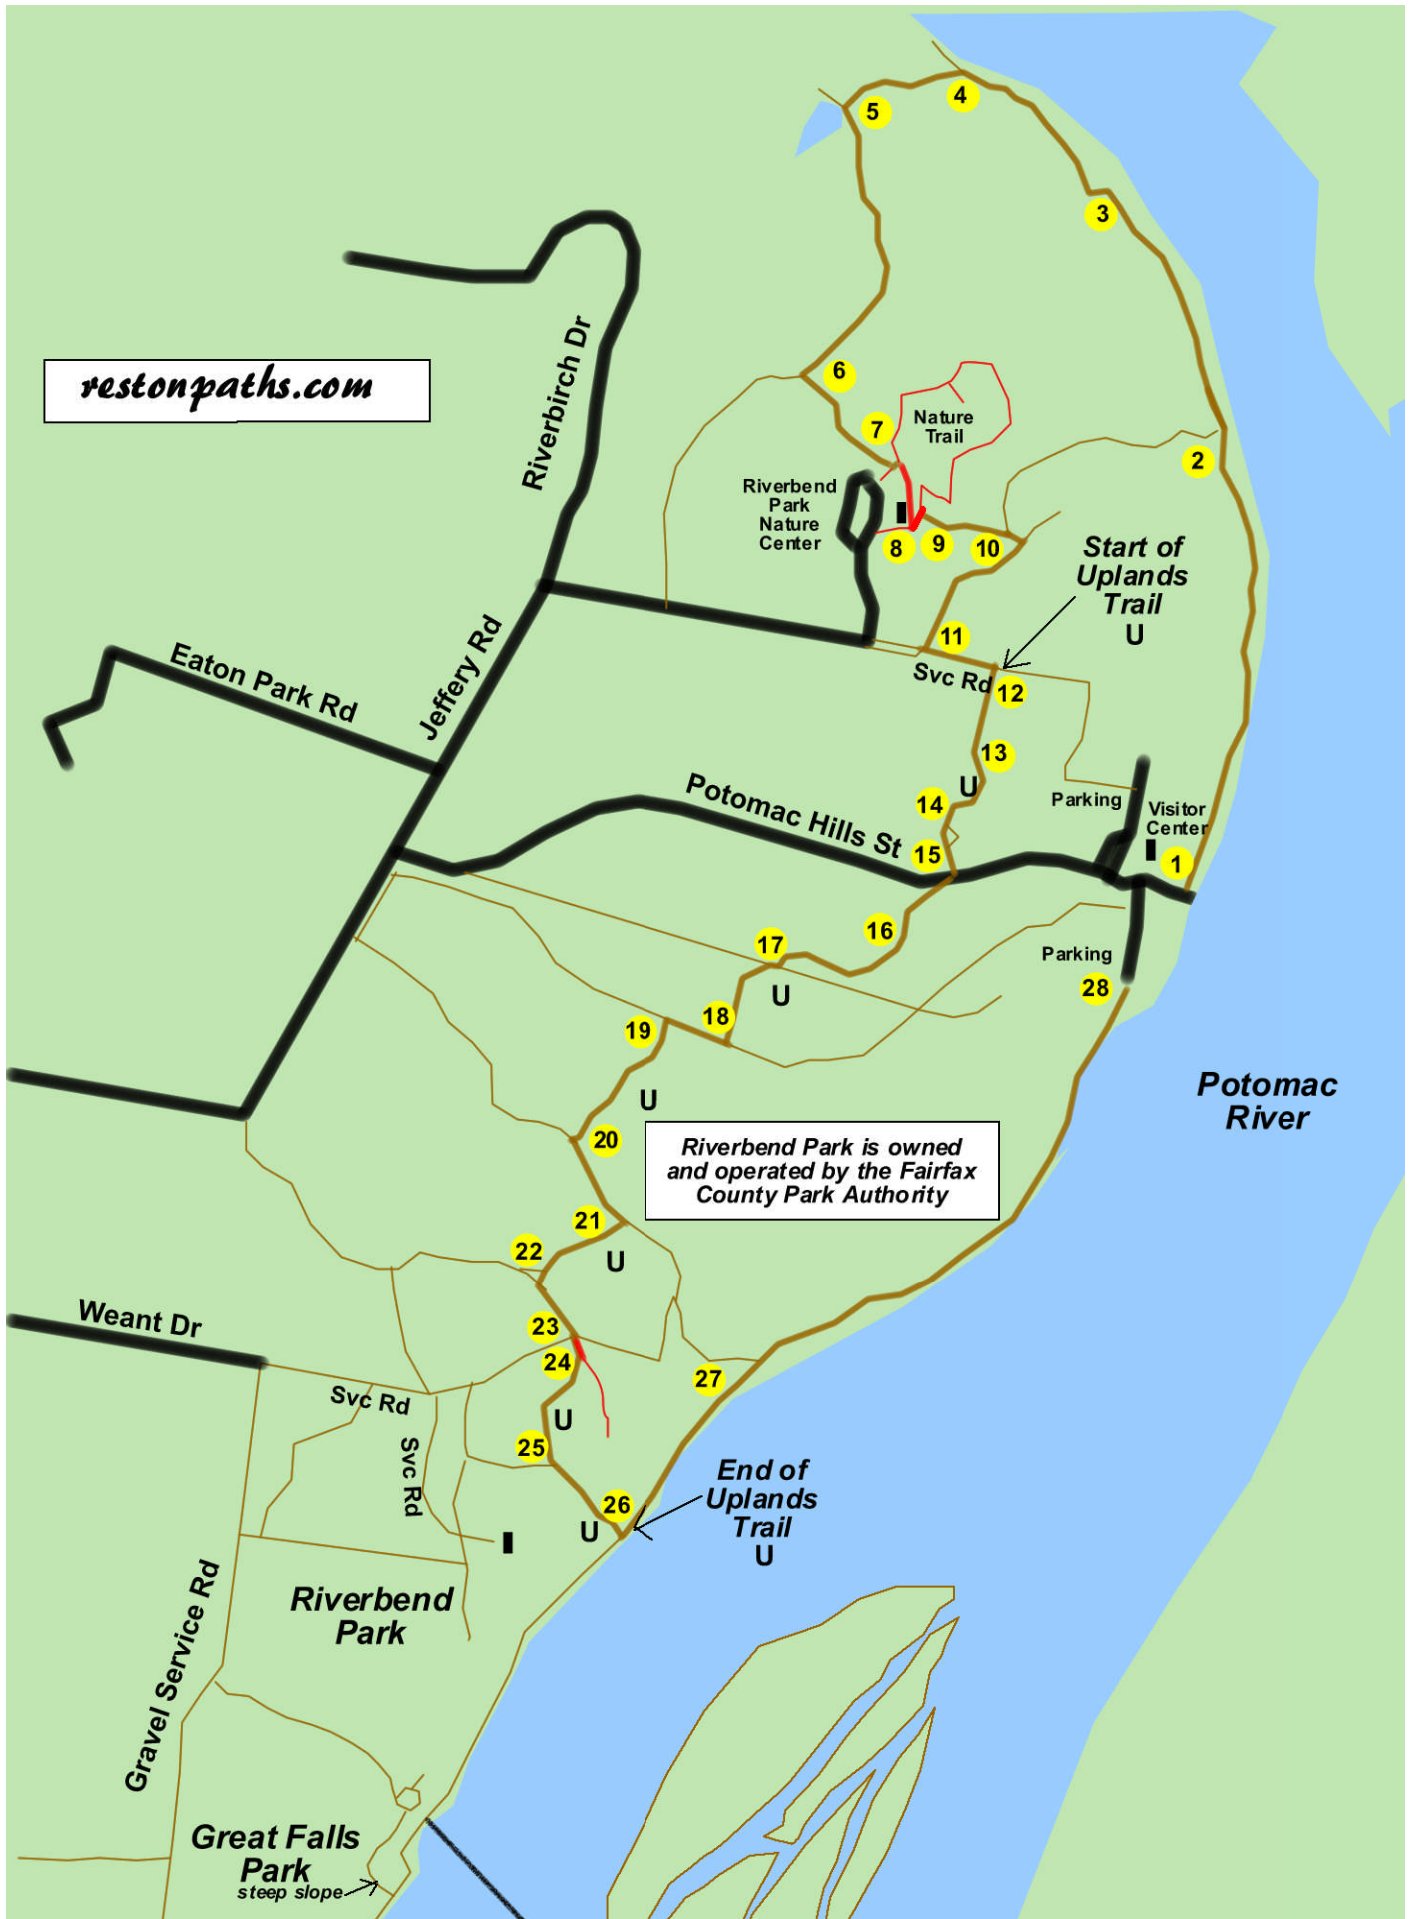 4
5
3
restonpaths.com
Riverbirch Dr
6
7
Nature
Trail
2
Riverbend
Park
Nature
Center
8
9
10
Start of
Uplands
Trail
U
11
Svc Rd
12
Eaton Park Rd
Jeffery Rd
13
U
14
Potomac Hills St
15
Parking
Visitor
Center
1
16
17
U
Parking
28
18
19
U
20
Potomac
River
Riverbend Park is owned
and operated by the Fairfax
County Park Authority
21
22
U
Weant Dr
23
24
27
Svc Rd
U
25
Svc Rd
26
U
End of
Uplands
Trail
U
Riverbend
Park
Gravel Service Rd
Great Falls
Park
steep slope